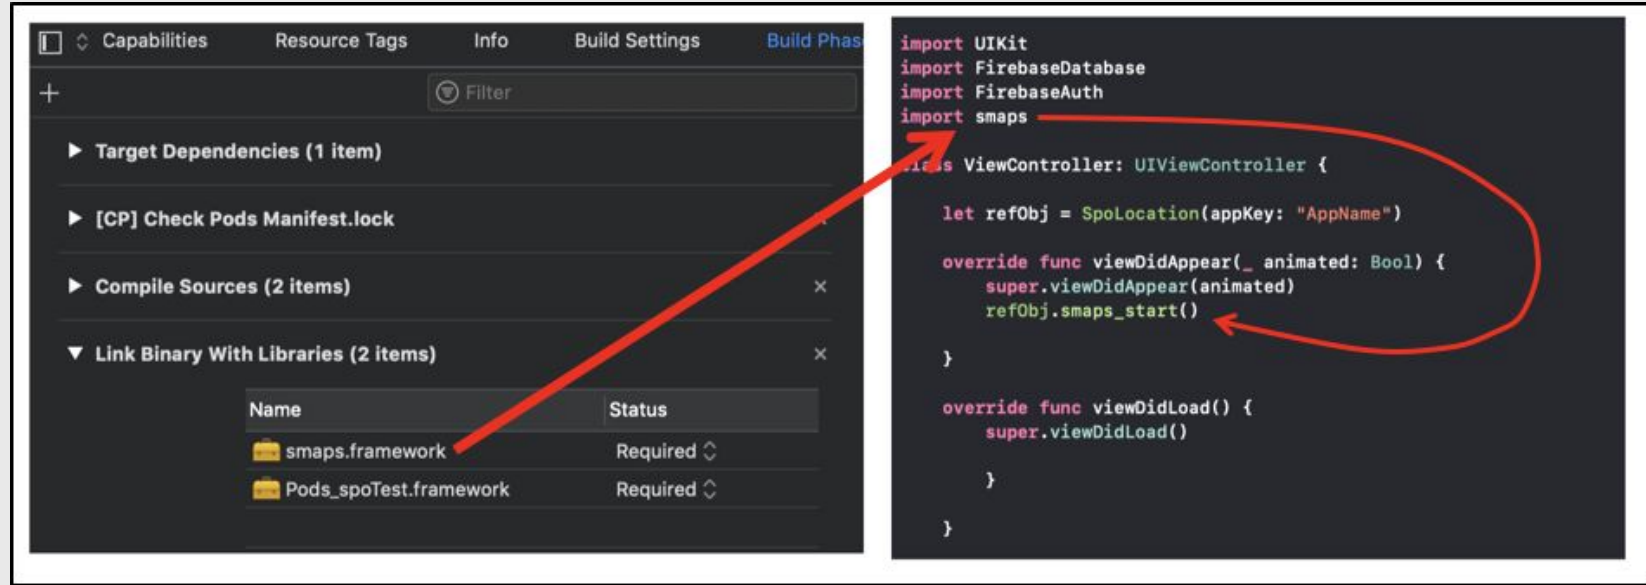 Capabilities Resource Tags Info Build Settings Build Phas
+ Filter
Target Dependencies (1 item)
[CP] Check Pods Manifest.lock
Compile Sources (2 items) ×
Link Binary With Libraries (2 items) ×
Name Status
smaps.framework Required
Pods_spoTest.framework Required
import UIKit
import FirebaseDatabase
import FirebaseAuth
import smaps
class ViewController: UIViewController {
let refObj = SpoLocation(appKey: "AppName")
override func viewDidAppear(_ animated: Bool) {
super.viewDidAppear(animated)
refObj.smaps_start()
}
override func viewDidLoad() {
super.viewDidLoad()
}
}